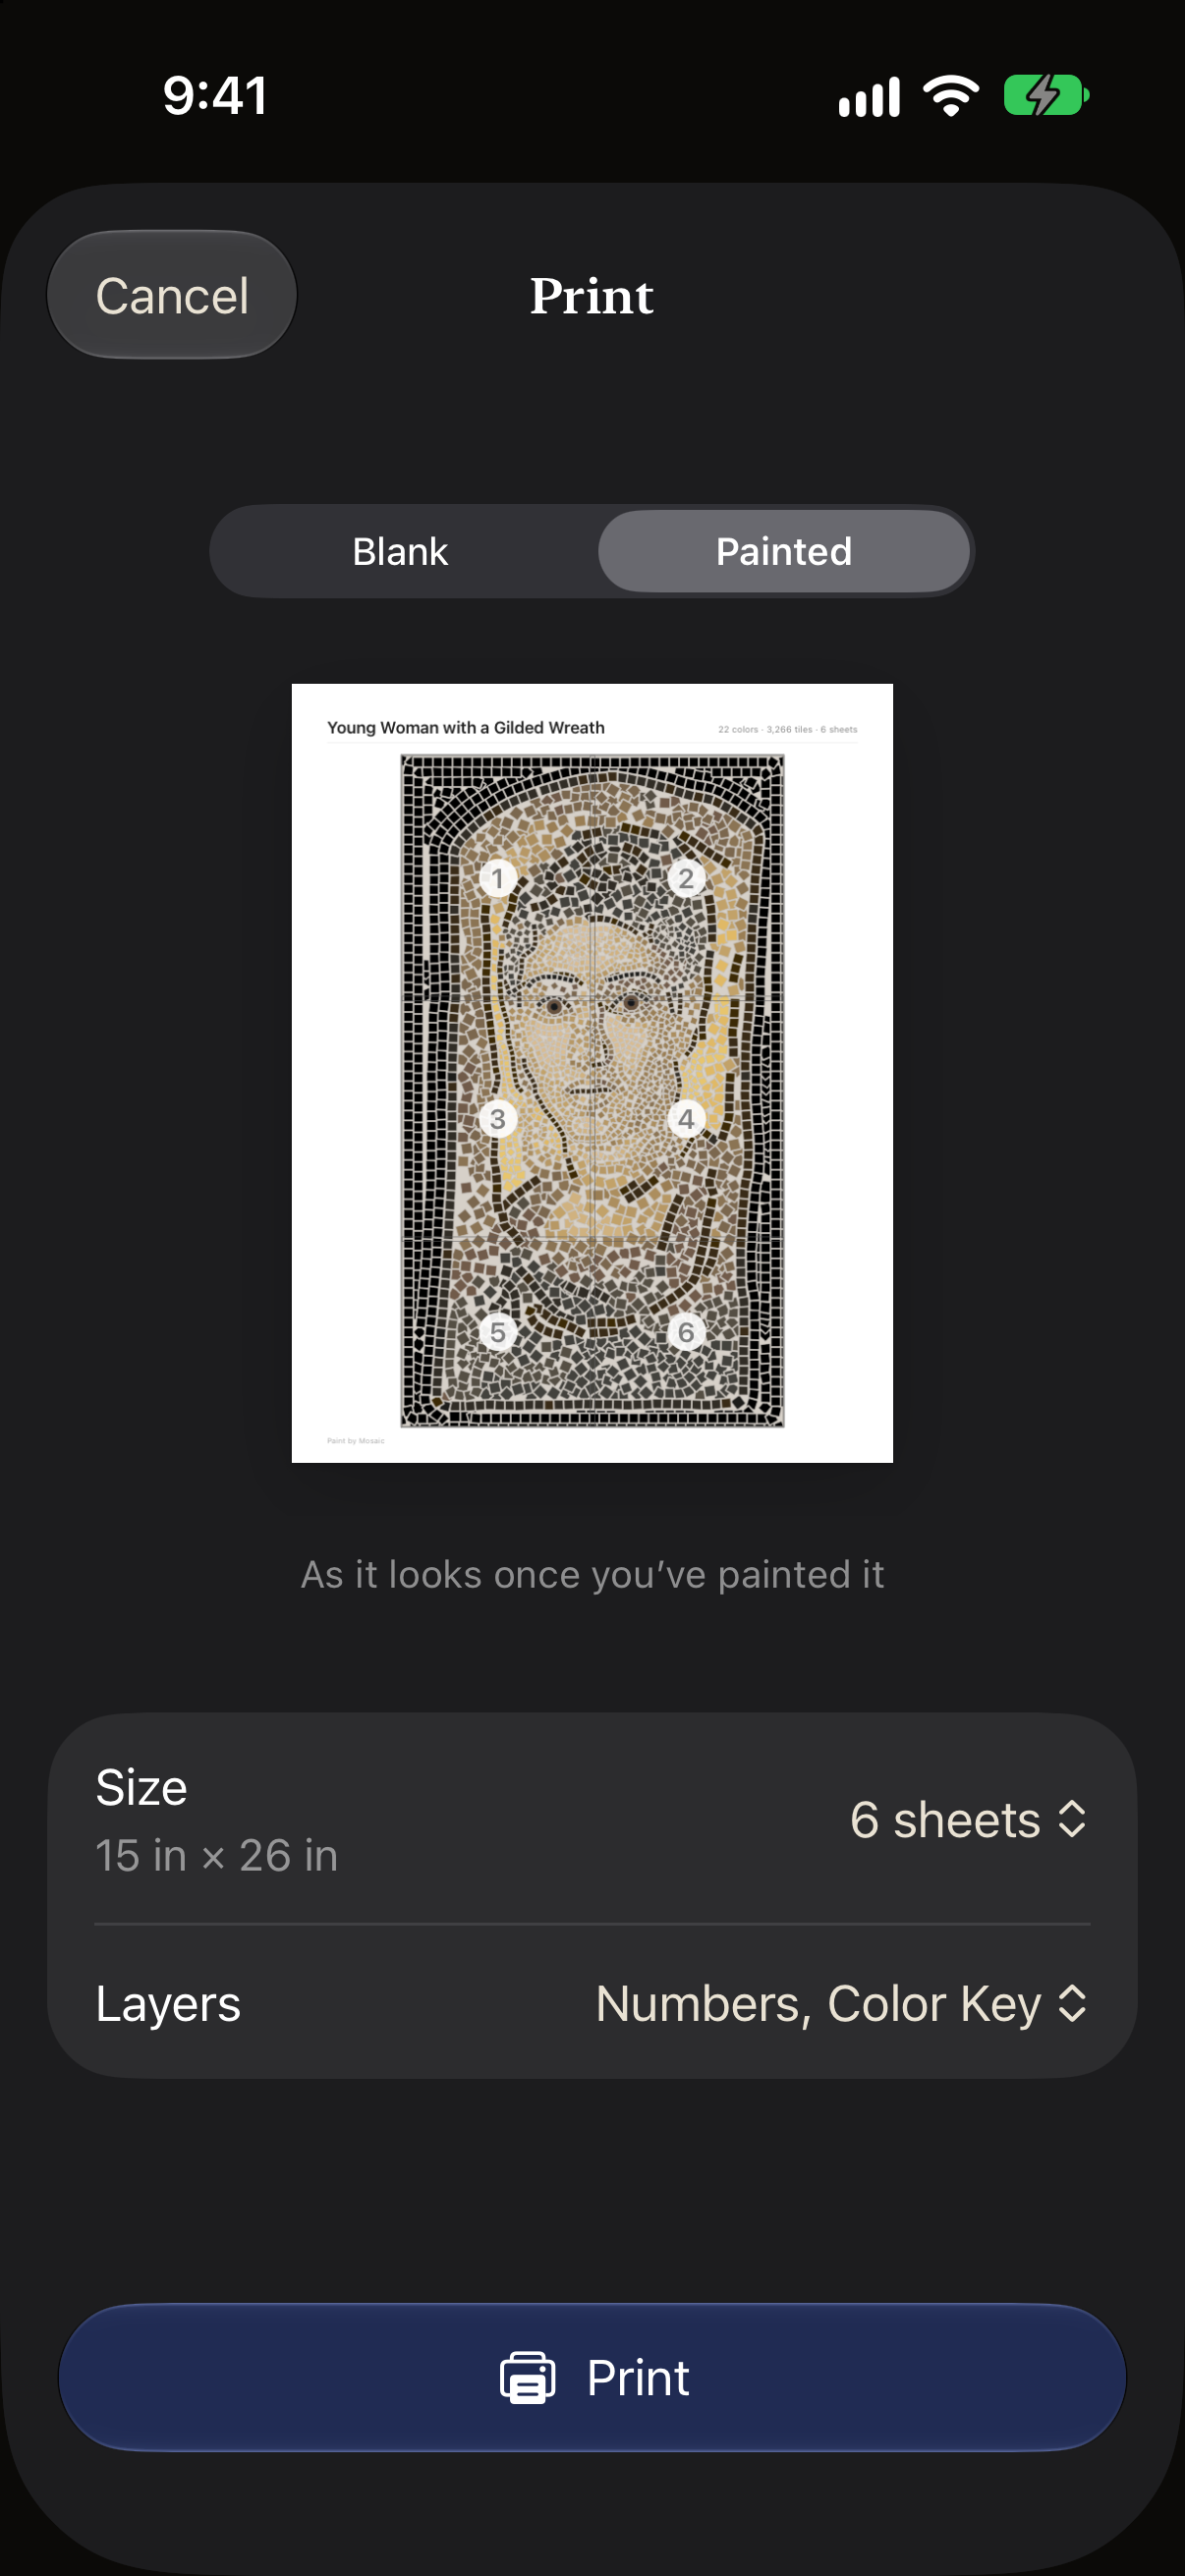 9:41
Cancel
Print
Blank
Painted
Young Woman with a Gilded Wreath
22 colors · 3,266 tiles · 6 sheets
1
2
3
4
5
6
Paint by Mosaic
As it looks once you’ve painted it
Size
15 in × 26 in
6 sheets
Layers
Numbers, Color Key
Print